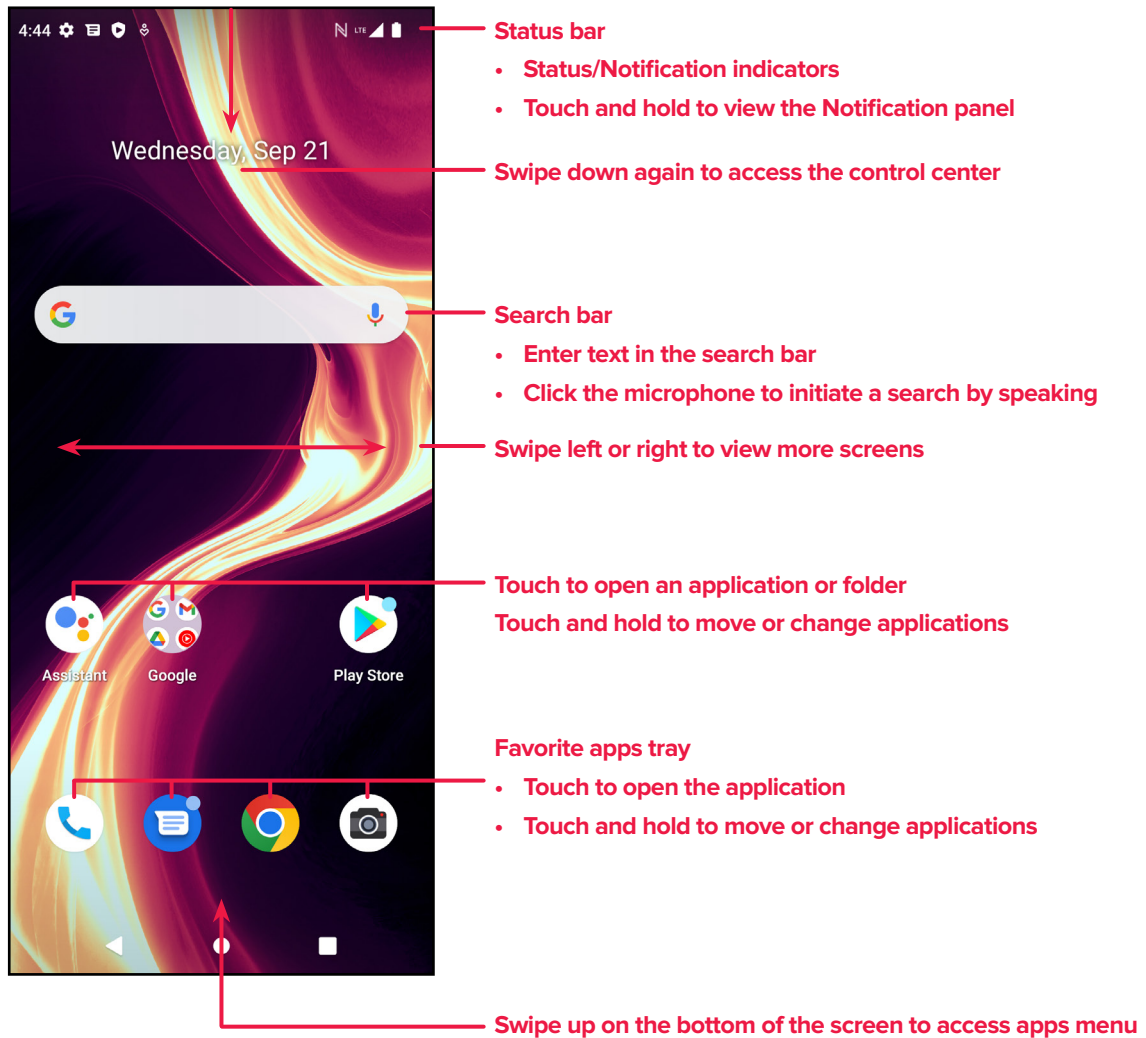 4:44
LTE
Status bar
• Status/Notification indicators
• Touch and hold to view the Notification panel
Wednesday, Sep 21
Swipe down again to access the control center
Search bar
• Enter text in the search bar
• Click the microphone to initiate a search by speaking
Swipe left or right to view more screens
Touch to open an application or folder
Touch and hold to move or change applications
Assistant
Google
Play Store
Favorite apps tray
• Touch to open the application
• Touch and hold to move or change applications
Swipe up on the bottom of the screen to access apps menu